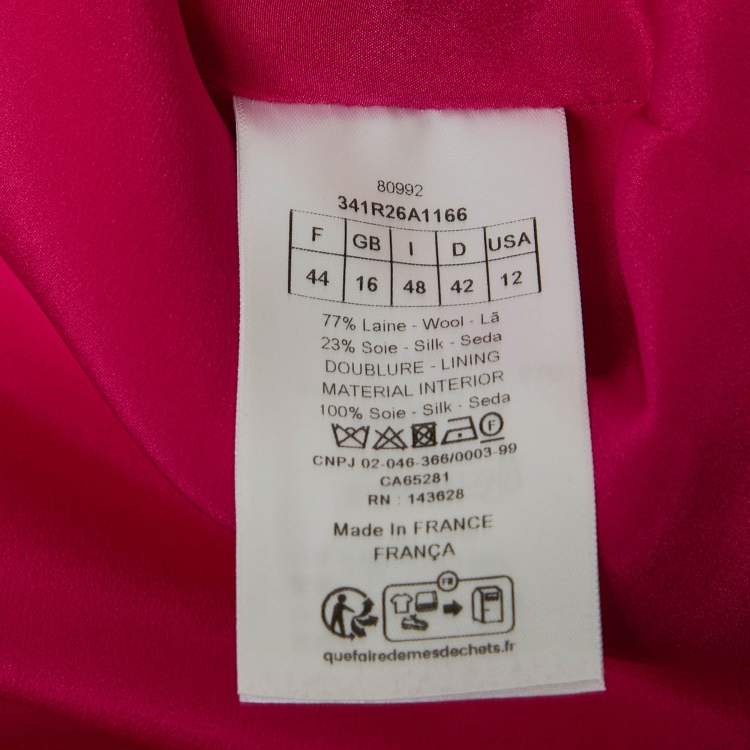 80992
341R26A1166
F GB I D USA
44 16 48 42 12
77% Laine - Wool - Lã
23% Soie - Silk - Seda
DOUBLURE - LINING
MATERIAL INTERIOR
100% Soie - Silk - Seda
F
CNPJ 02-046-366/0003-99
CA65281
RN : 143628
Made In FRANCE
FRANÇA
FR
quefairedemesdechets.fr